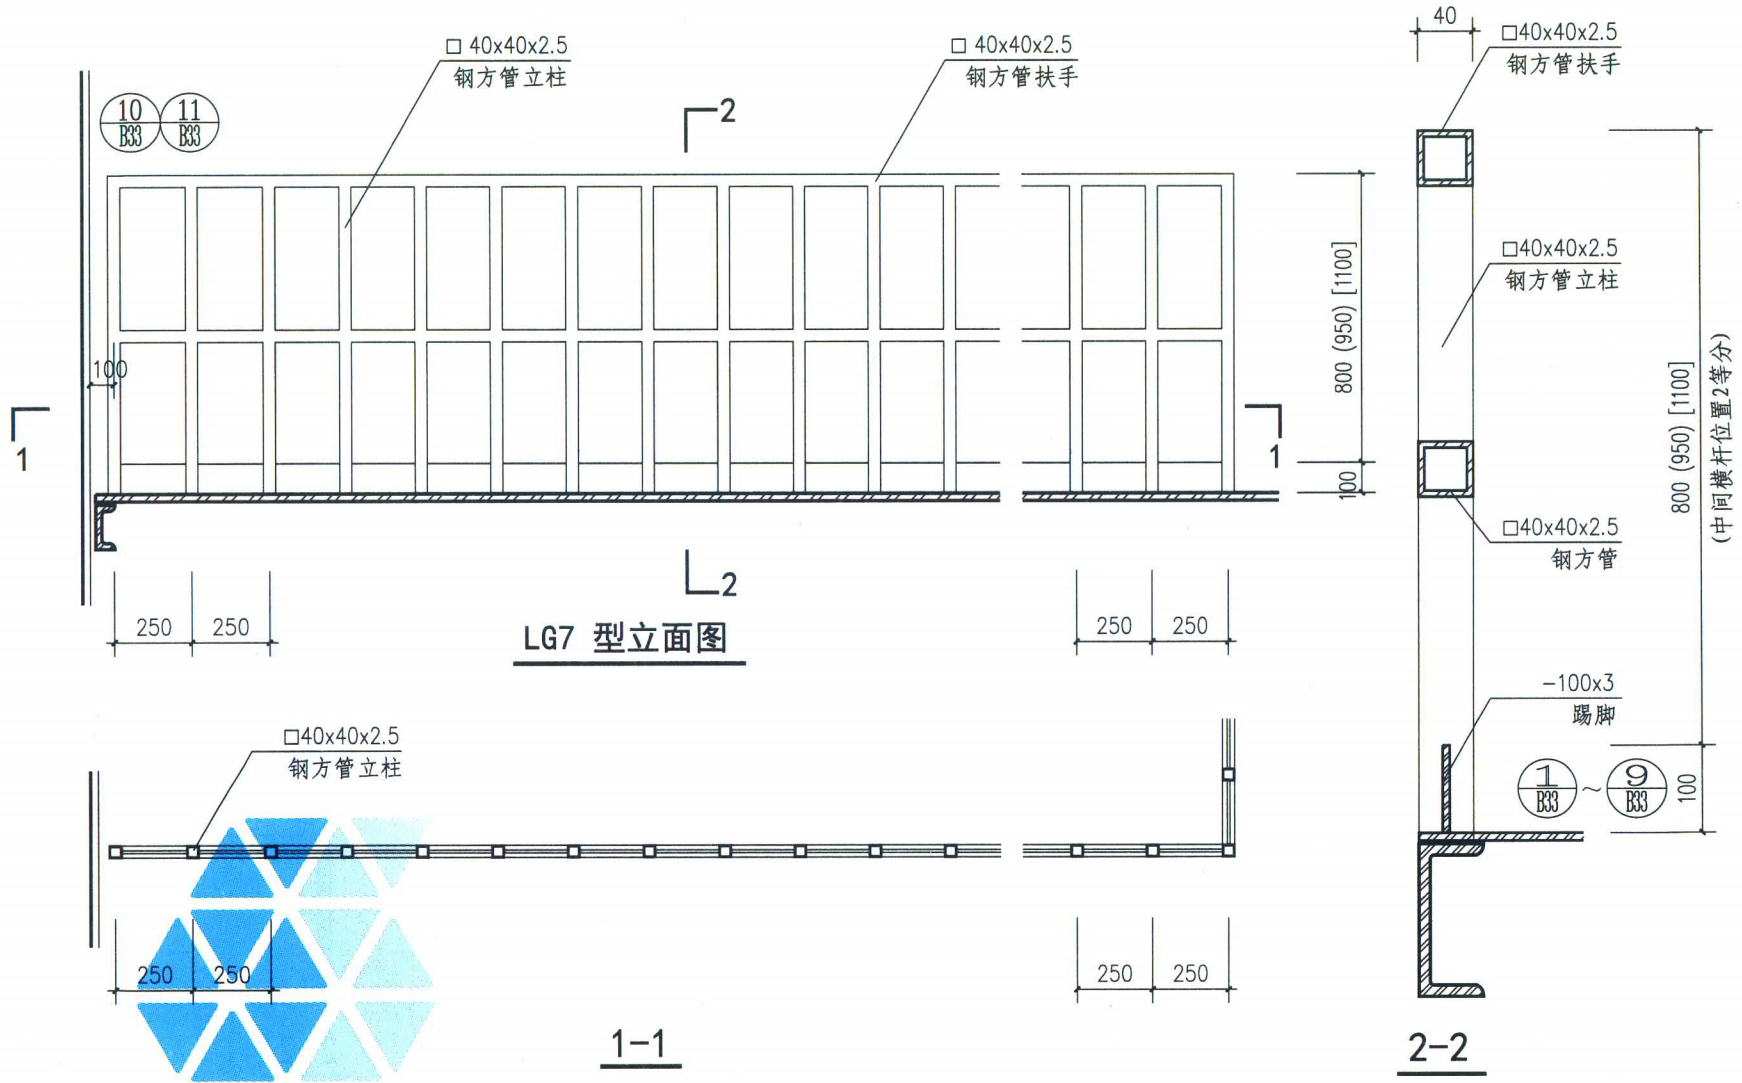 □ 40x40x2.5
钢方管立柱
□ 40x40x2.5
钢方管扶手
10
B33
11
B33
2
100
1
1
800 (950) [1100]
100
2
250
250
LG7 型立面图
250
250
□40x40x2.5
钢方管立柱
250
250
250
250
1-1
40
□40x40x2.5
钢方管扶手
□40x40x2.5
钢方管立柱
800 (950) [1100]
(中间横杆位置2等分)
□40x40x2.5
钢方管
-100x3
踢脚
1
B33
~
9
B33
100
2-2